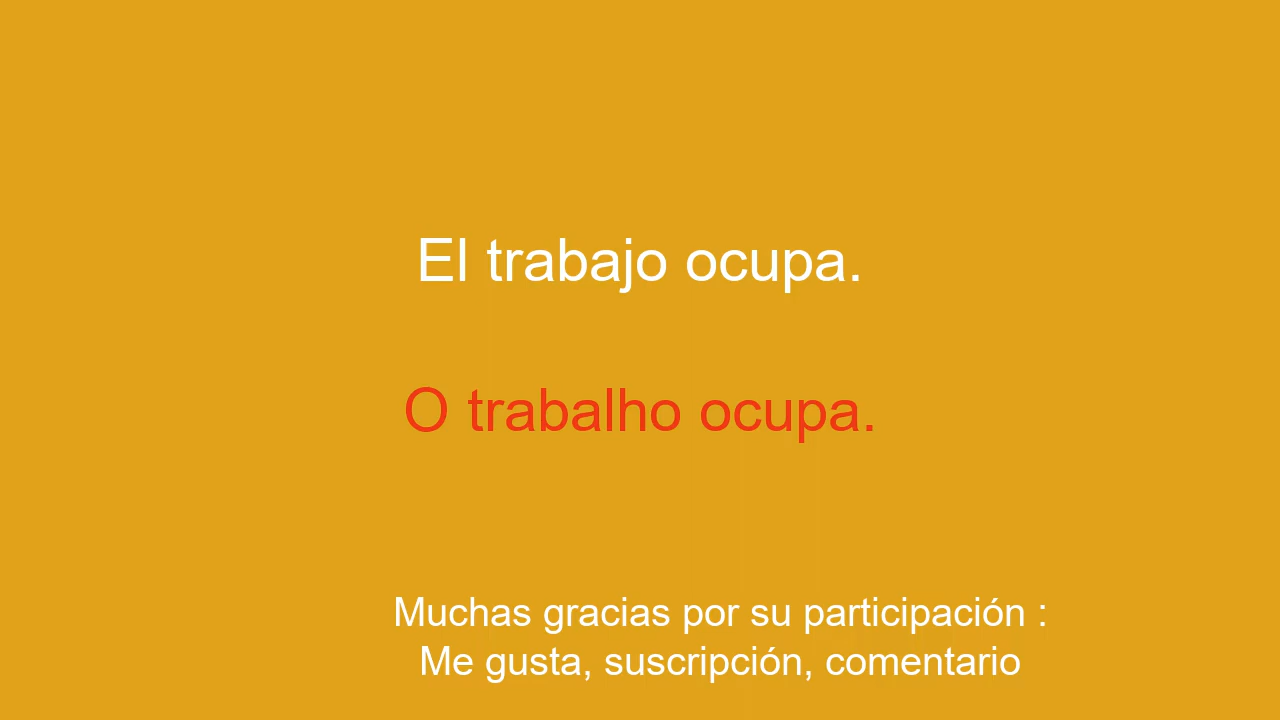 El trabajo ocupa.
O trabalho ocupa.
Muchas gracias por su participación :
Me gusta, suscripción, comentario